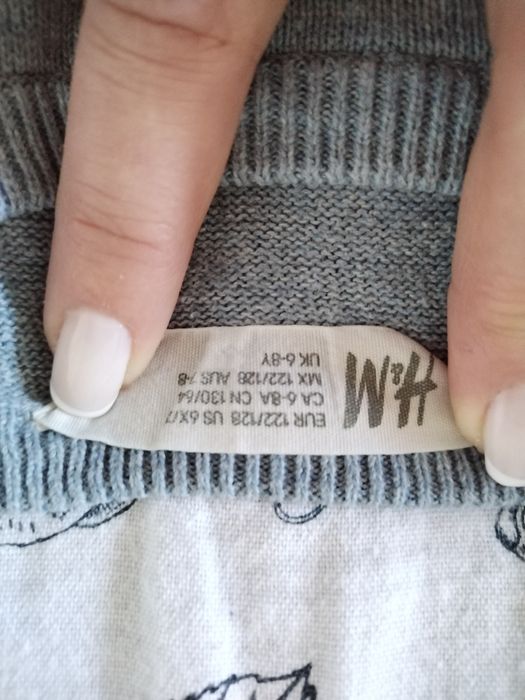 H&M
EUR 122/128 US 6X/7
CA 6-8A CN 130/64
MX 122/128 AUS 7-8
UK 6-8Y